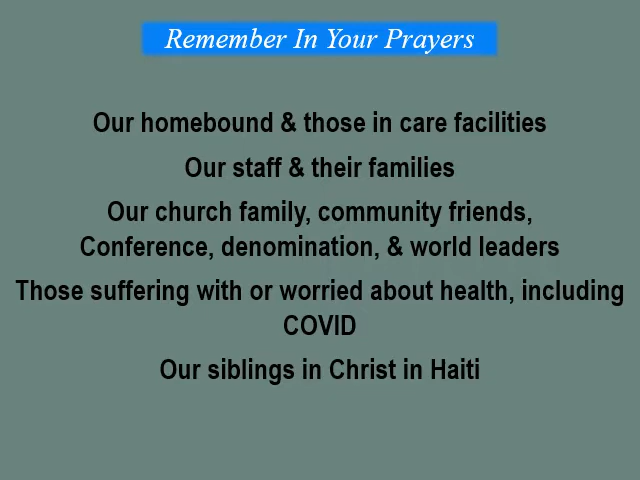 Remember In Your Prayers
Our homebound & those in care facilities
Our staff & their families
Our church family, community friends,
Conference, denomination, & world leaders
Those suffering with or worried about health, including
COVID
Our siblings in Christ in Haiti